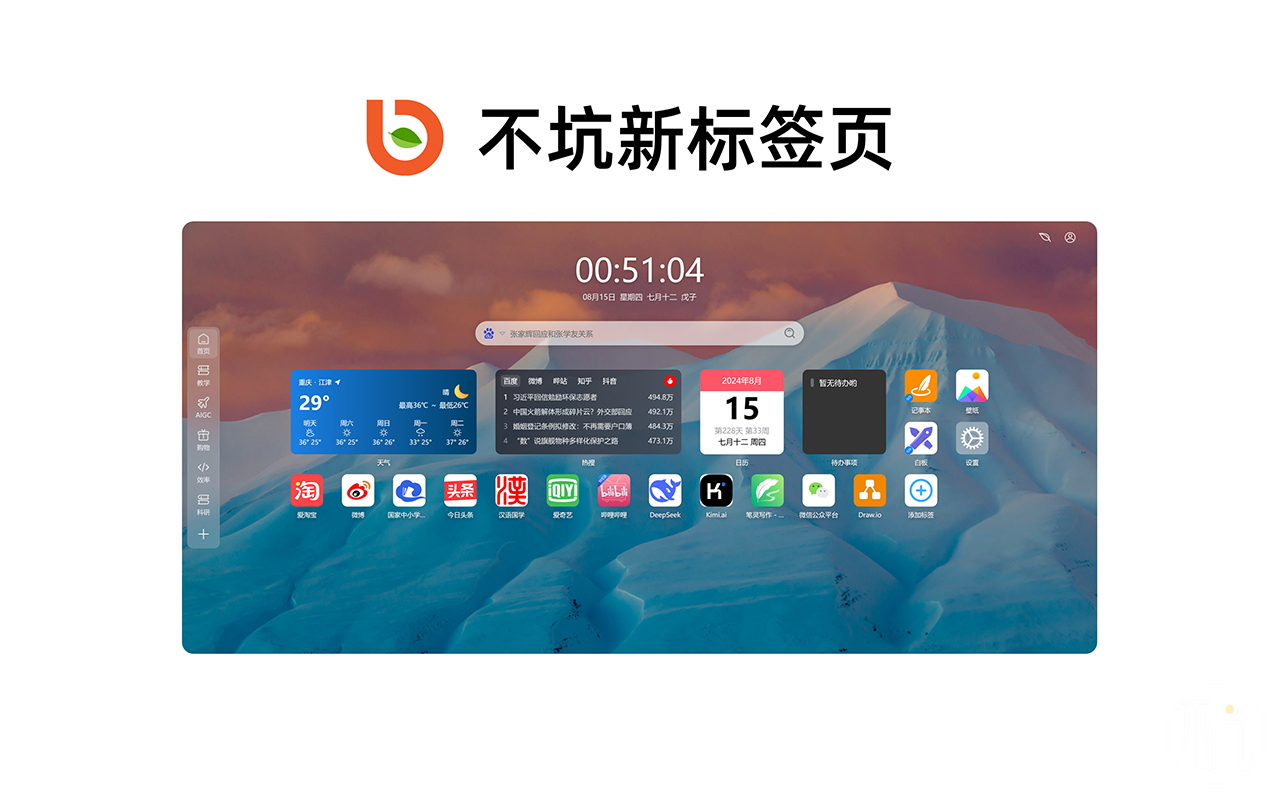 不坑新标签页
00:51:04
08月15日 星期四 七月十二 戊子
张家辉回应和张学友关系
首页
教学
AIGC
购物
效率
科研
重庆·江津
29°
晴
最高36℃ ~ 最低26℃
明天 周六 周日 周一 周二
36° 25° 36° 25° 36° 26° 33° 25° 37° 26°
天气
百度 微博 哔站 知乎 抖音
1 习近平回信勉励环保志愿者 494.8万
2 中国火箭解体形成碎片云？外交部回应 492.1万
3 婚姻登记条例拟修改：不再需要户口簿 484.3万
4 “数”说旗舰物种多样化保护之路 473.1万
热搜
2024年8月
15
第228天 第33周
七月十二 周四
日历
暂无待办哟
待办事项
记事本
壁纸
白板
设置
淘
爱淘宝
微博
国家中小学...
头条
今日头条
漢
汉语国学
iQIYI
爱奇艺
bilibili
哔哩哔哩
DeepSeek
K
Kimi.ai
笔灵写作 - ...
微信公众平台
Draw.io
添加标签